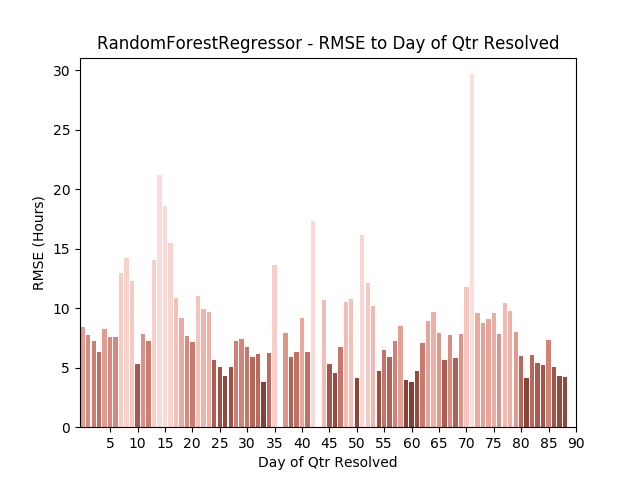 RandomForestRegressor - RMSE to Day of Qtr Resolved
30
25
20
15
10
5
0
RMSE (Hours)
5 10 15 20 25 30 35 40 45 50 55 60 65 70 75 80 85 90
Day of Qtr Resolved